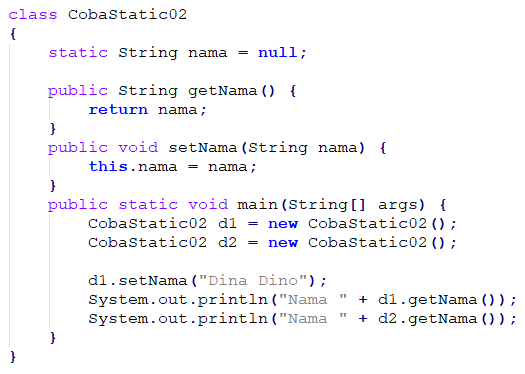 class CobaStatic02
{
    static String nama = null;

    public String getNama() {
        return nama;
    }
    public void setNama(String nama) {
        this.nama = nama;
    }
    public static void main(String[] args) {
        CobaStatic02 d1 = new CobaStatic02();
        CobaStatic02 d2 = new CobaStatic02();

        d1.setNama("Dina Dino");
        System.out.println("Nama " + d1.getNama());
        System.out.println("Nama " + d2.getNama());
    }
}